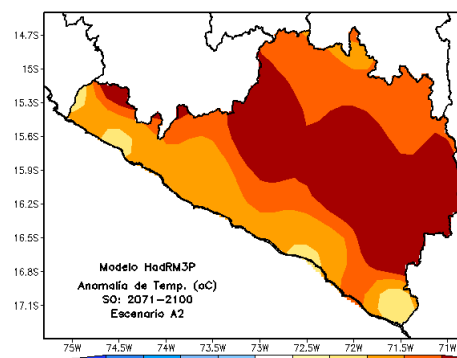 14.7S
15S
15.3S
15.6S
15.9S
16.2S
16.5S
16.8S
17.1S
Modelo HadRM3P
Anomalía de Temp. (oC)
SO: 2071-2100
Escenario A2
75W 74.5W 74W 73.5W 73W 72.5W 72W 71.5W 71W